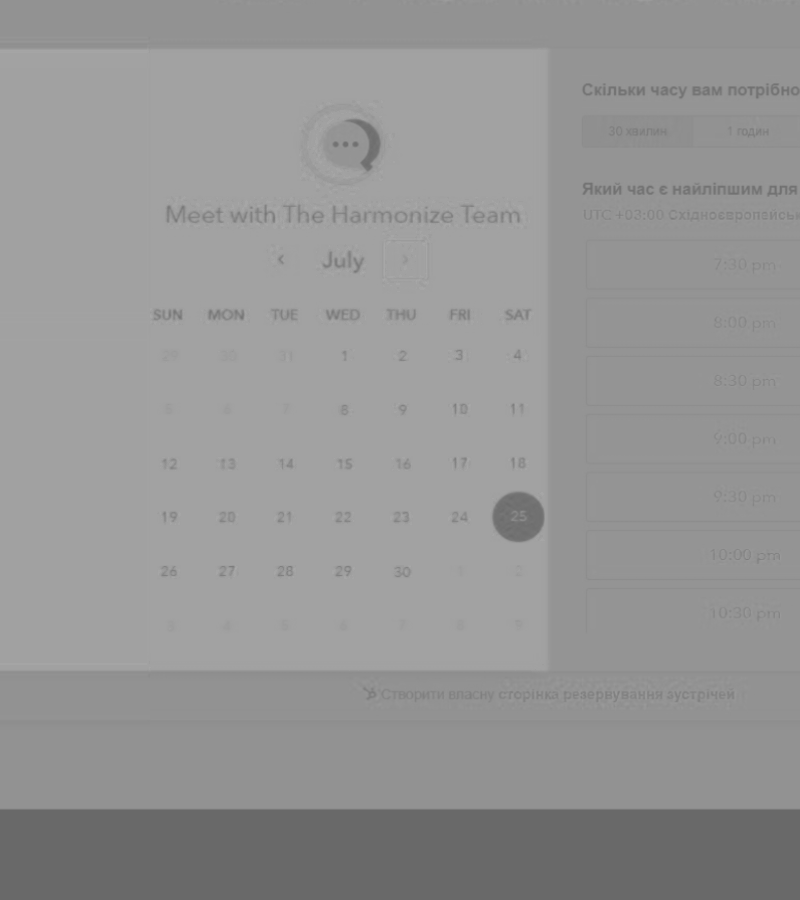 Meet with The Harmonize Team
July
SUN MON TUE WED THU FRI SAT
29 30 31 1 2 3 4
5 6 7 8 9 10 11
12 13 14 15 16 17 18
19 20 21 22 23 24 25
26 27 28 29 30 1 2
3 4 5 6 7 8 9
Скільки часу вам потрібно
30 хвилин 1 годин
Який час є найліпшим для
UTC +03:00 Східноєвропейськ
7:30 pm
8:00 pm
8:30 pm
9:00 pm
9:30 pm
10:00 pm
10:30 pm
Створити власну сторінка резервування зустрічей